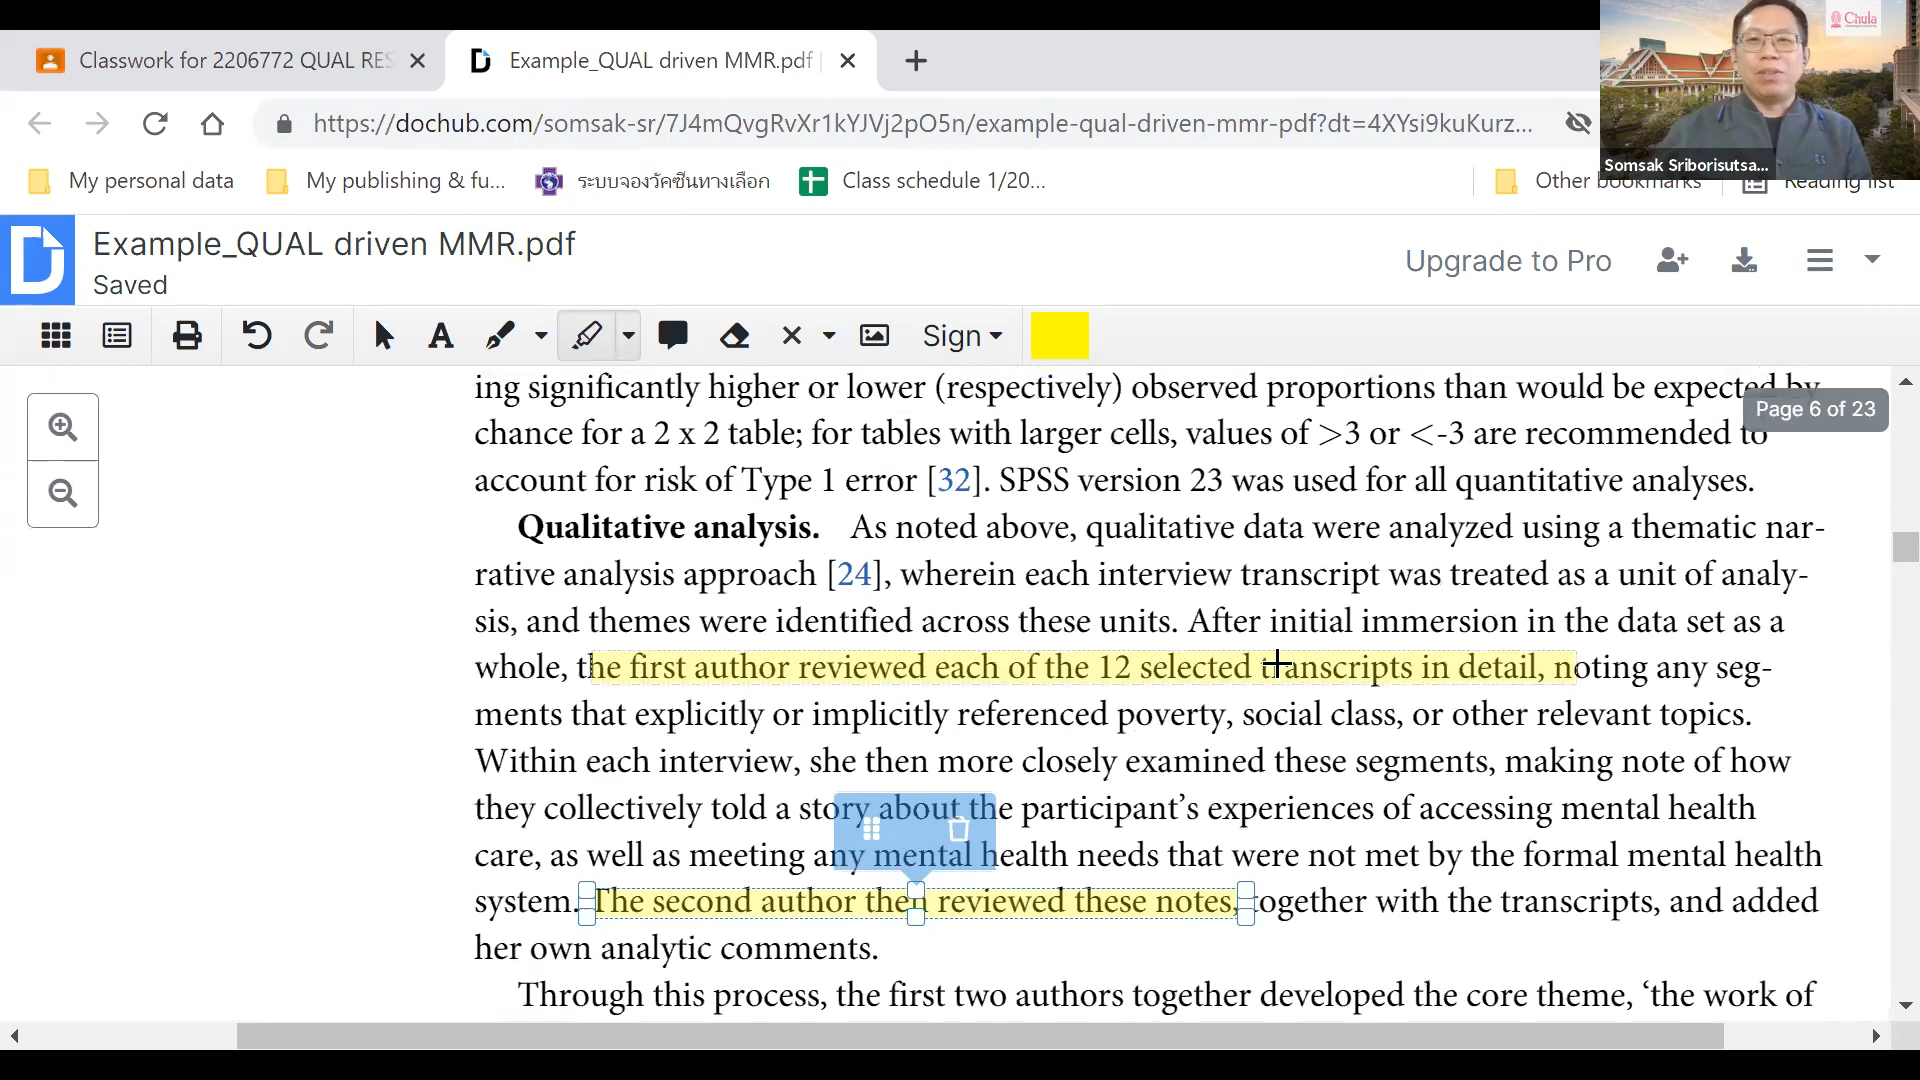 Classwork for 2206772 QUAL RES
Example_QUAL driven MMR.pdf
Chula
https://dochub.com/somsak-sr/7J4mQvgRvXr1kYJVj2pO5n/example-qual-driven-mmr-pdf?dt=4XYsi9kuKurz...
Somsak Sriborisutsa...
My personal data
My publishing & fu...
ระบบจองวัคซีนทางเลือก
Class schedule 1/20...
Other bookmarks
Reading list
Example_QUAL driven MMR.pdf
Saved
Upgrade to Pro
Sign
Page 6 of 23
ing significantly higher or lower (respectively) observed proportions than would be expected by
chance for a 2 x 2 table; for tables with larger cells, values of >3 or <-3 are recommended to
account for risk of Type 1 error [32]. SPSS version 23 was used for all quantitative analyses.
Qualitative analysis. As noted above, qualitative data were analyzed using a thematic nar-
rative analysis approach [24], wherein each interview transcript was treated as a unit of analy-
sis, and themes were identified across these units. After initial immersion in the data set as a
whole, the first author reviewed each of the 12 selected transcripts in detail, noting any seg-
ments that explicitly or implicitly referenced poverty, social class, or other relevant topics.
Within each interview, she then more closely examined these segments, making note of how
they collectively told a story about the participant's experiences of accessing mental health
care, as well as meeting any mental health needs that were not met by the formal mental health
system. The second author then reviewed these notes, together with the transcripts, and added
her own analytic comments.
Through this process, the first two authors together developed the core theme, 'the work of